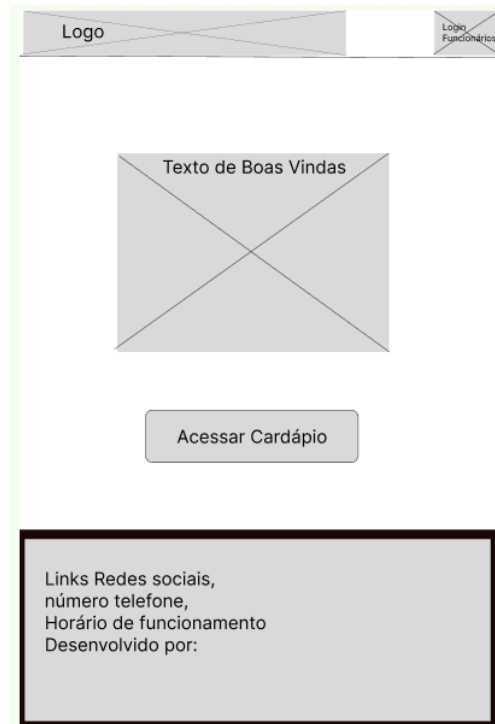 Logo
Login
Funcionários
Texto de Boas Vindas
Acessar Cardápio
Links Redes sociais,
número telefone,
Horário de funcionamento
Desenvolvido por: